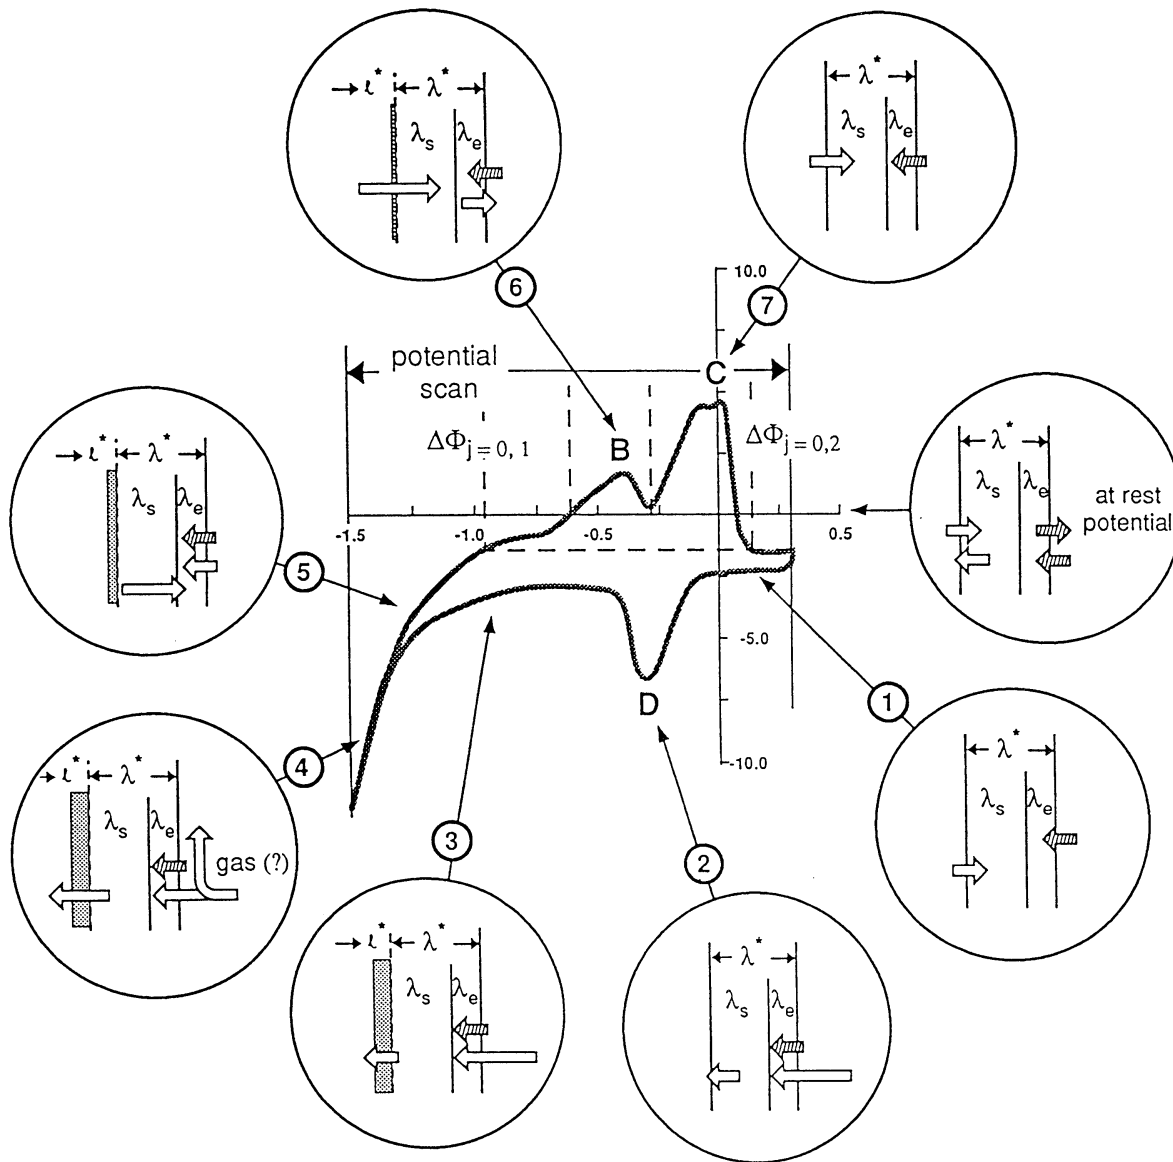 ℓ* λ*
λs λe
λ*
λs λe
6
7
10.0
potential
scan
C
B
ΔΦj=0,1
ΔΦj=0,2
ℓ* λ*
λs λe
λ*
λs λe
at rest
potential
-1.5 -1.0 -0.5 0.5
5
-5.0
D
1
4
-10.0
ℓ* λ*
λs λe
gas (?)
3
2
λ*
λs λe
ℓ* λ*
λs λe
λ*
λs λe